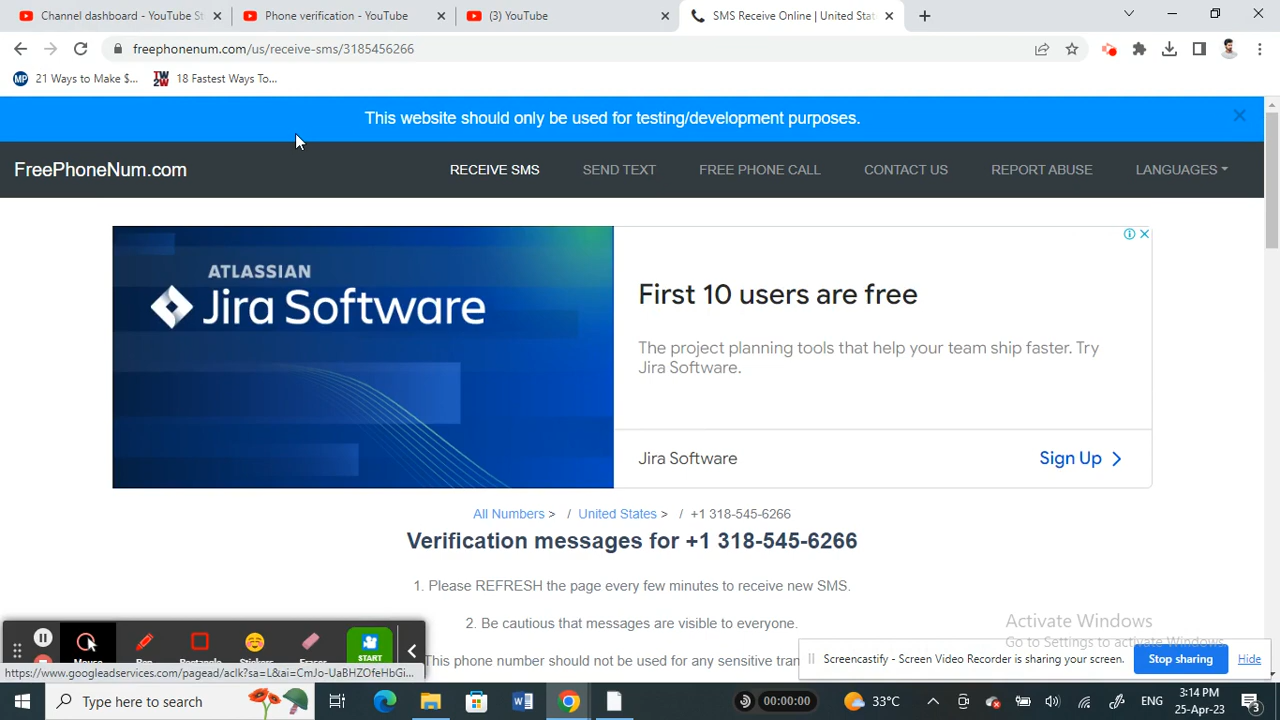 Channel dashboard - YouTube St
Phone verification - YouTube
(3) YouTube
SMS Receive Online | United Stat
freephonenum.com/us/receive-sms/3185456266
MP 21 Ways to Make $...
18 Fastest Ways To...
This website should only be used for testing/development purposes.
FreePhoneNum.com
RECEIVE SMS
SEND TEXT
FREE PHONE CALL
CONTACT US
REPORT ABUSE
LANGUAGES
ATLASSIAN
Jira Software
First 10 users are free
The project planning tools that help your team ship faster. Try
Jira Software.
Jira Software
Sign Up
All Numbers > / United States > / +1 318-545-6266
Verification messages for +1 318-545-6266
1. Please REFRESH the page every few minutes to receive new SMS.
2. Be cautious that messages are visible to everyone.
This phone number should not be used for any sensitive tran
Activate Windows
Go to Settings to activate Windows.
Mouse
Pen
Rectangle
Stickers
Eraser
START
Screencastify - Screen Video Recorder is sharing your screen.
Stop sharing
Hide
https://www.googleadservices.com/pagead/aclk?sa=L&ai=CmJo-UaBHZOfeHbGi...
Type here to search
00:00:00
33°C
ENG
3:14 PM
25-Apr-23
3